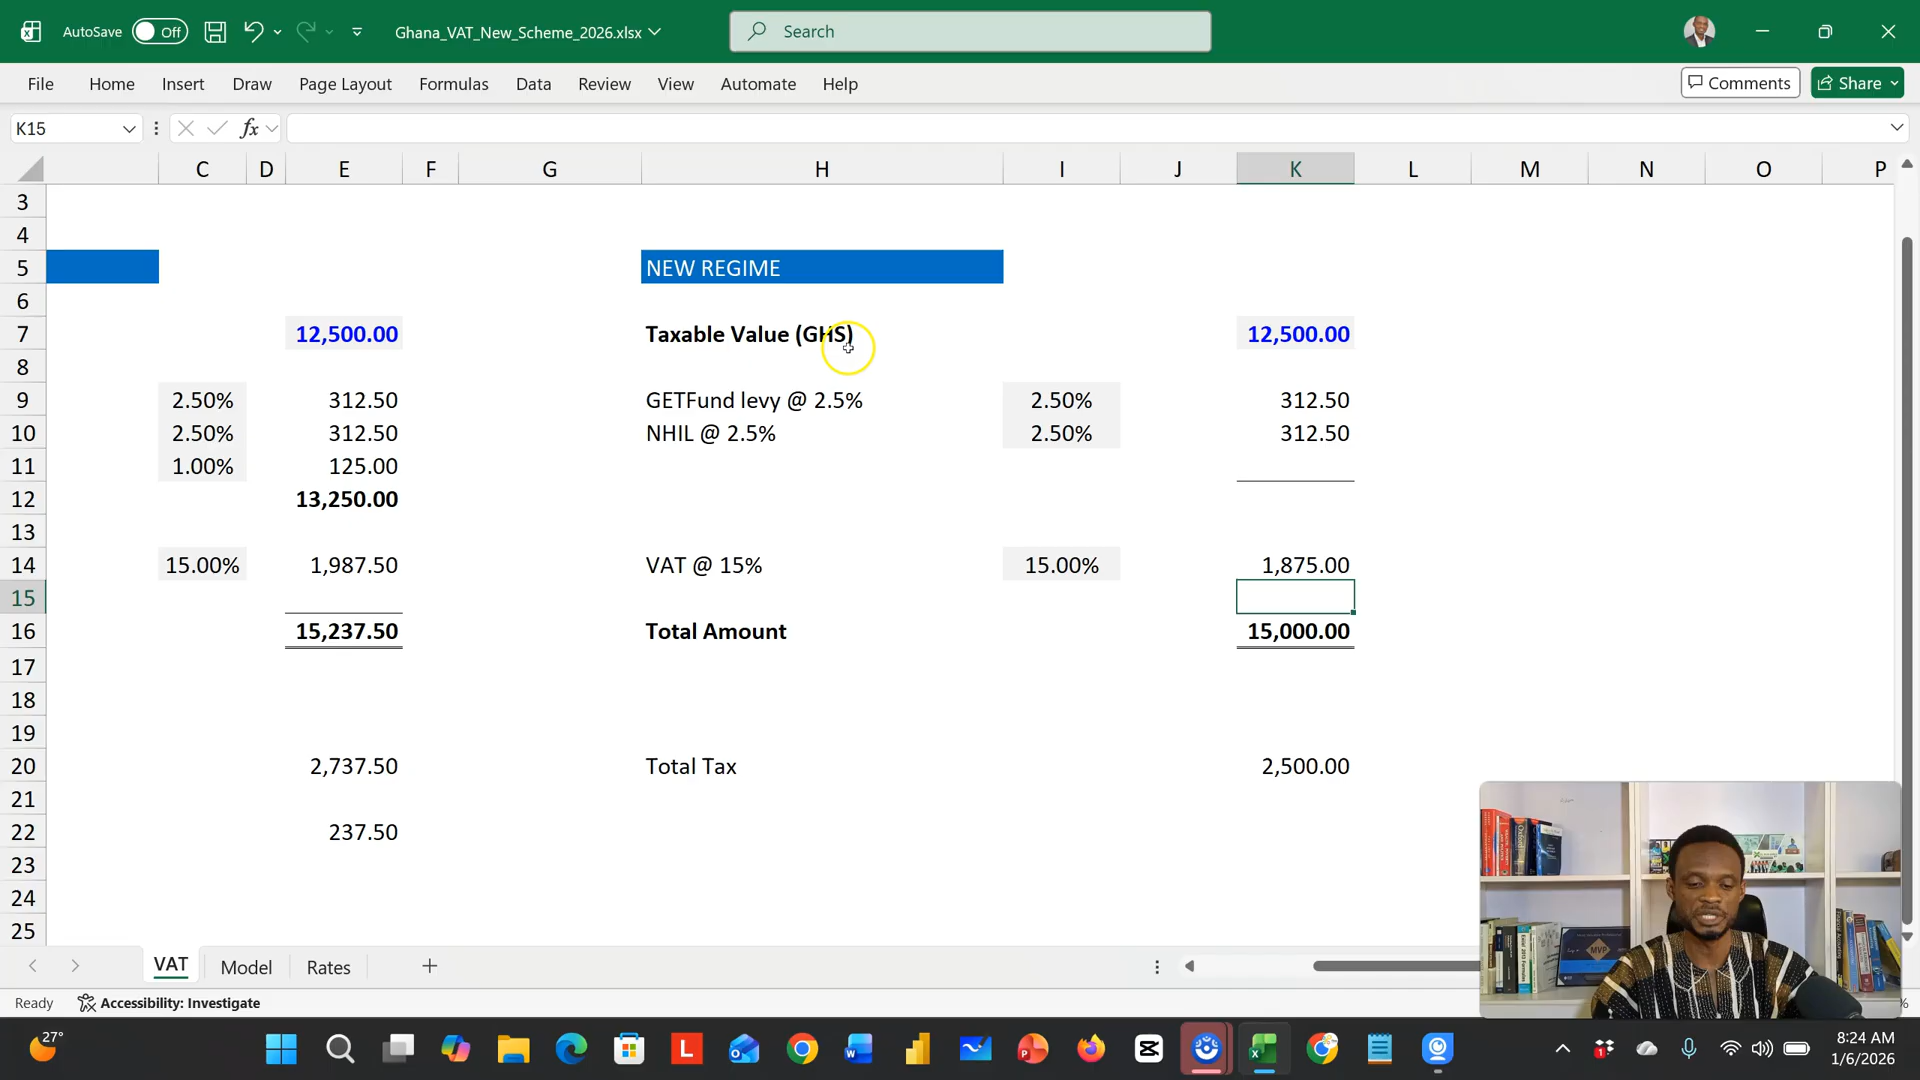 AutoSave Off Ghana_VAT_New_Scheme_2026.xlsx Search
File Home Insert Draw Page Layout Formulas Data Review View Automate Help Comments Share
K15 fx
C D E F G H I J K L M N O P
3
4
5 NEW REGIME
6
7 12,500.00 Taxable Value (GHS) 12,500.00
8
9 2.50% 312.50 GETFund levy @ 2.5% 2.50% 312.50
10 2.50% 312.50 NHIL @ 2.5% 2.50% 312.50
11 1.00% 125.00
12 13,250.00
13
14 15.00% 1,987.50 VAT @ 15% 15.00% 1,875.00
15
16 15,237.50 Total Amount 15,000.00
17
18
19
20 2,737.50 Total Tax 2,500.00
21
22 237.50
23
24
25
VAT Model Rates
Ready Accessibility: Investigate %
MVP
27° L 1 8:24 AM
1/6/2026